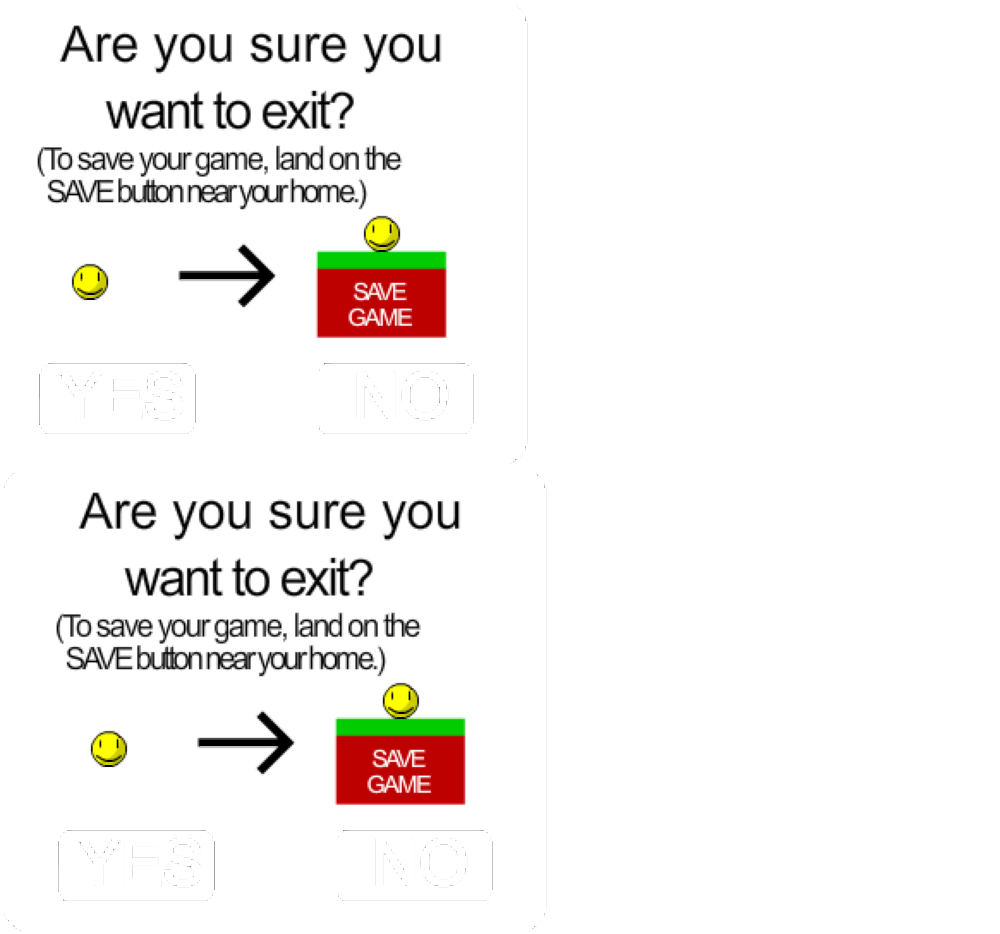 Are you sure you
want to exit?
(To save your game, land on the
SAVE button near your home.)
SAVE
GAME
YES NO
Are you sure you
want to exit?
(To save your game, land on the
SAVE button near your home.)
SAVE
GAME
YES NO